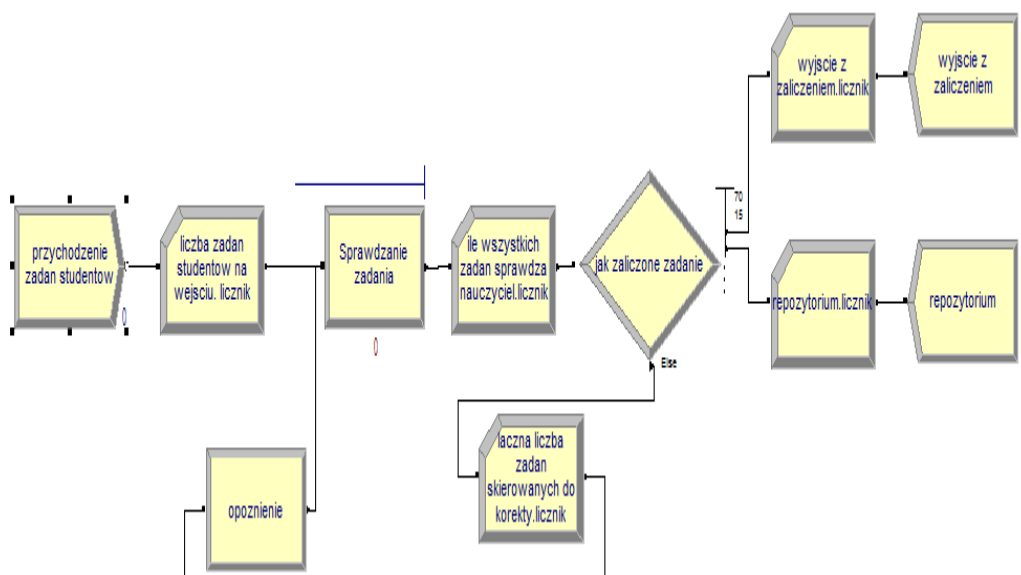 wyjscie z
zaliczeniem.licznik
wyjscie z
zaliczeniem
przychodzenie
zadan studentow
0
liczba zadan
studentow na
wejsciu. licznik
Sprawdzanie
zadania
0
ile wszystkich
zadan sprawdza
nauczyciel.licznik
jak zaliczone zadanie
70
15
Else
repozytorium.licznik
repozytorium
opoznienie
laczna liczba
zadan
skierowanych do
korekty.licznik